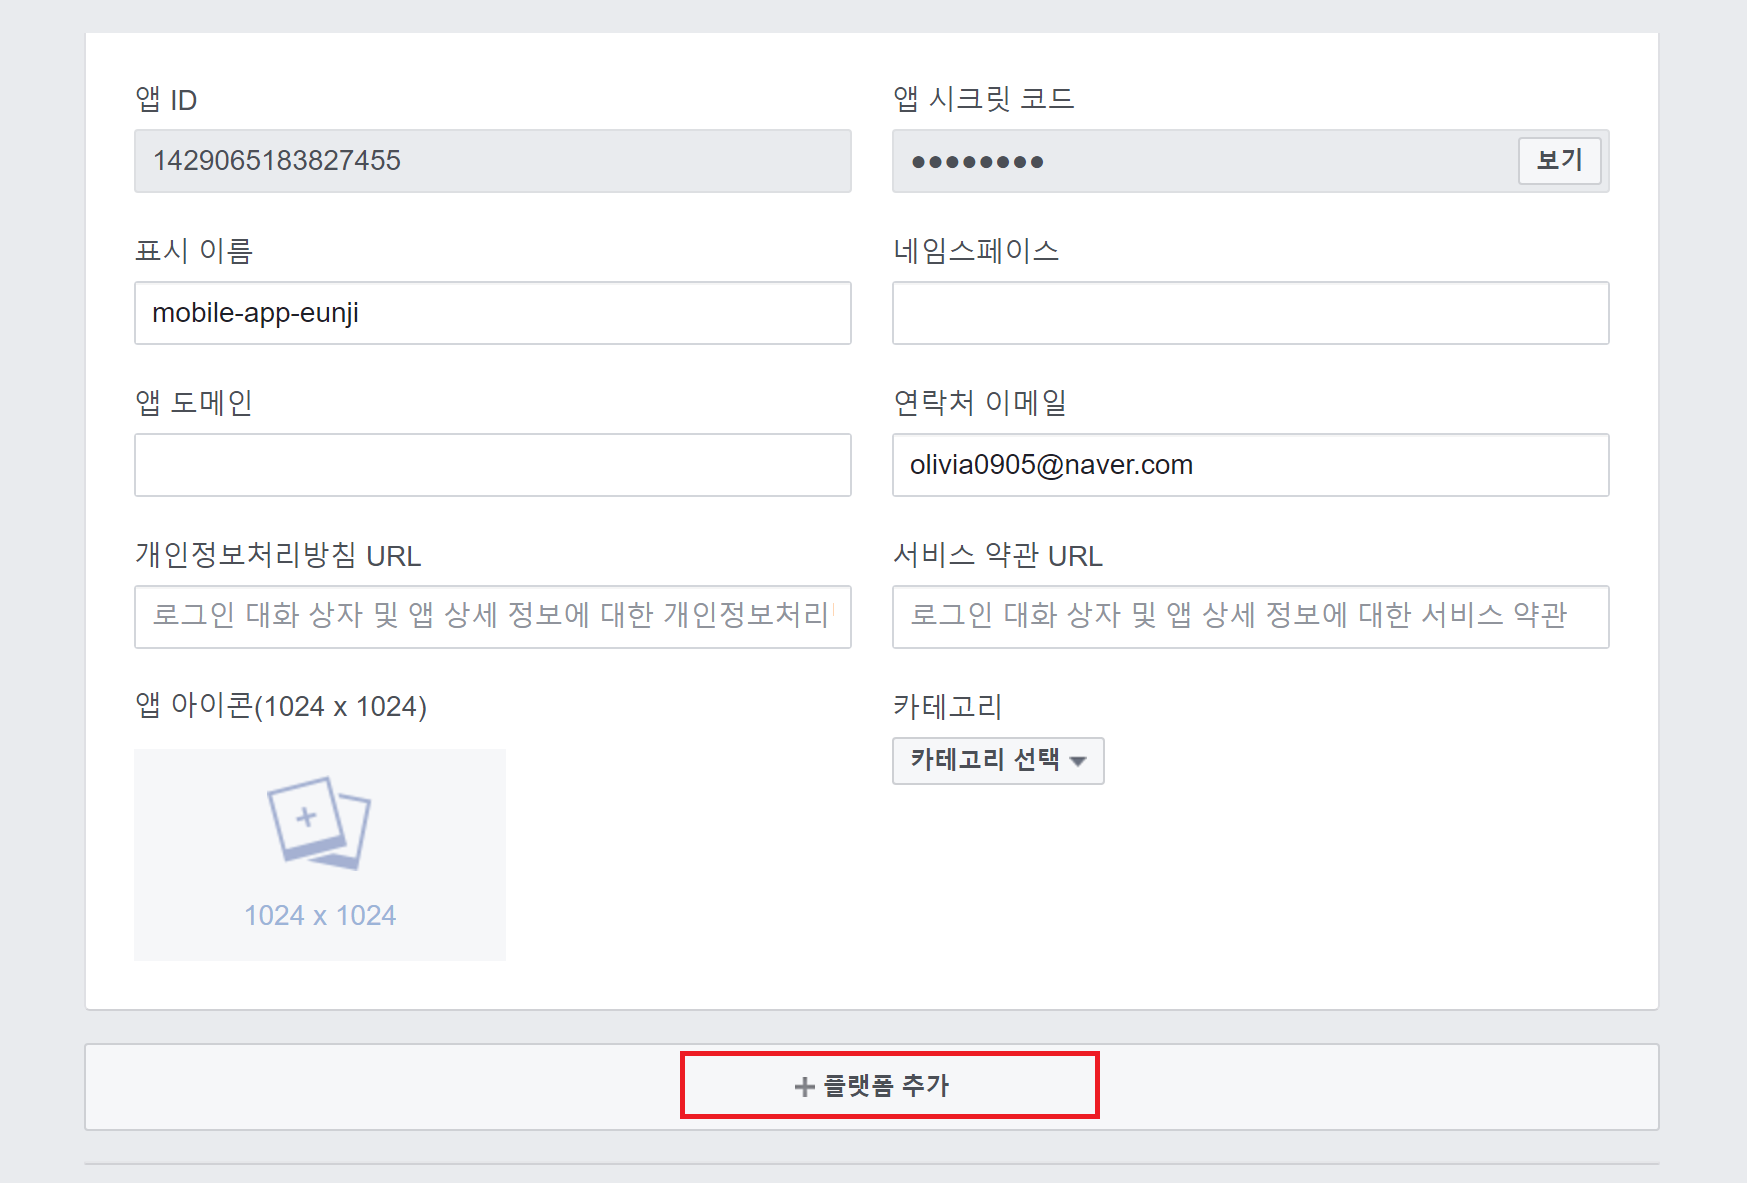 앱 ID
앱 시크릿 코드
1429065183827455
●●●●●●●●
보기
표시 이름
네임스페이스
mobile-app-eunji
앱 도메인
연락처 이메일
olivia0905@naver.com
개인정보처리방침 URL
서비스 약관 URL
로그인 대화 상자 및 앱 상세 정보에 대한 개인정보처리
로그인 대화 상자 및 앱 상세 정보에 대한 서비스 약관
앱 아이콘(1024 x 1024)
카테고리
카테고리 선택
1024 x 1024
플랫폼 추가